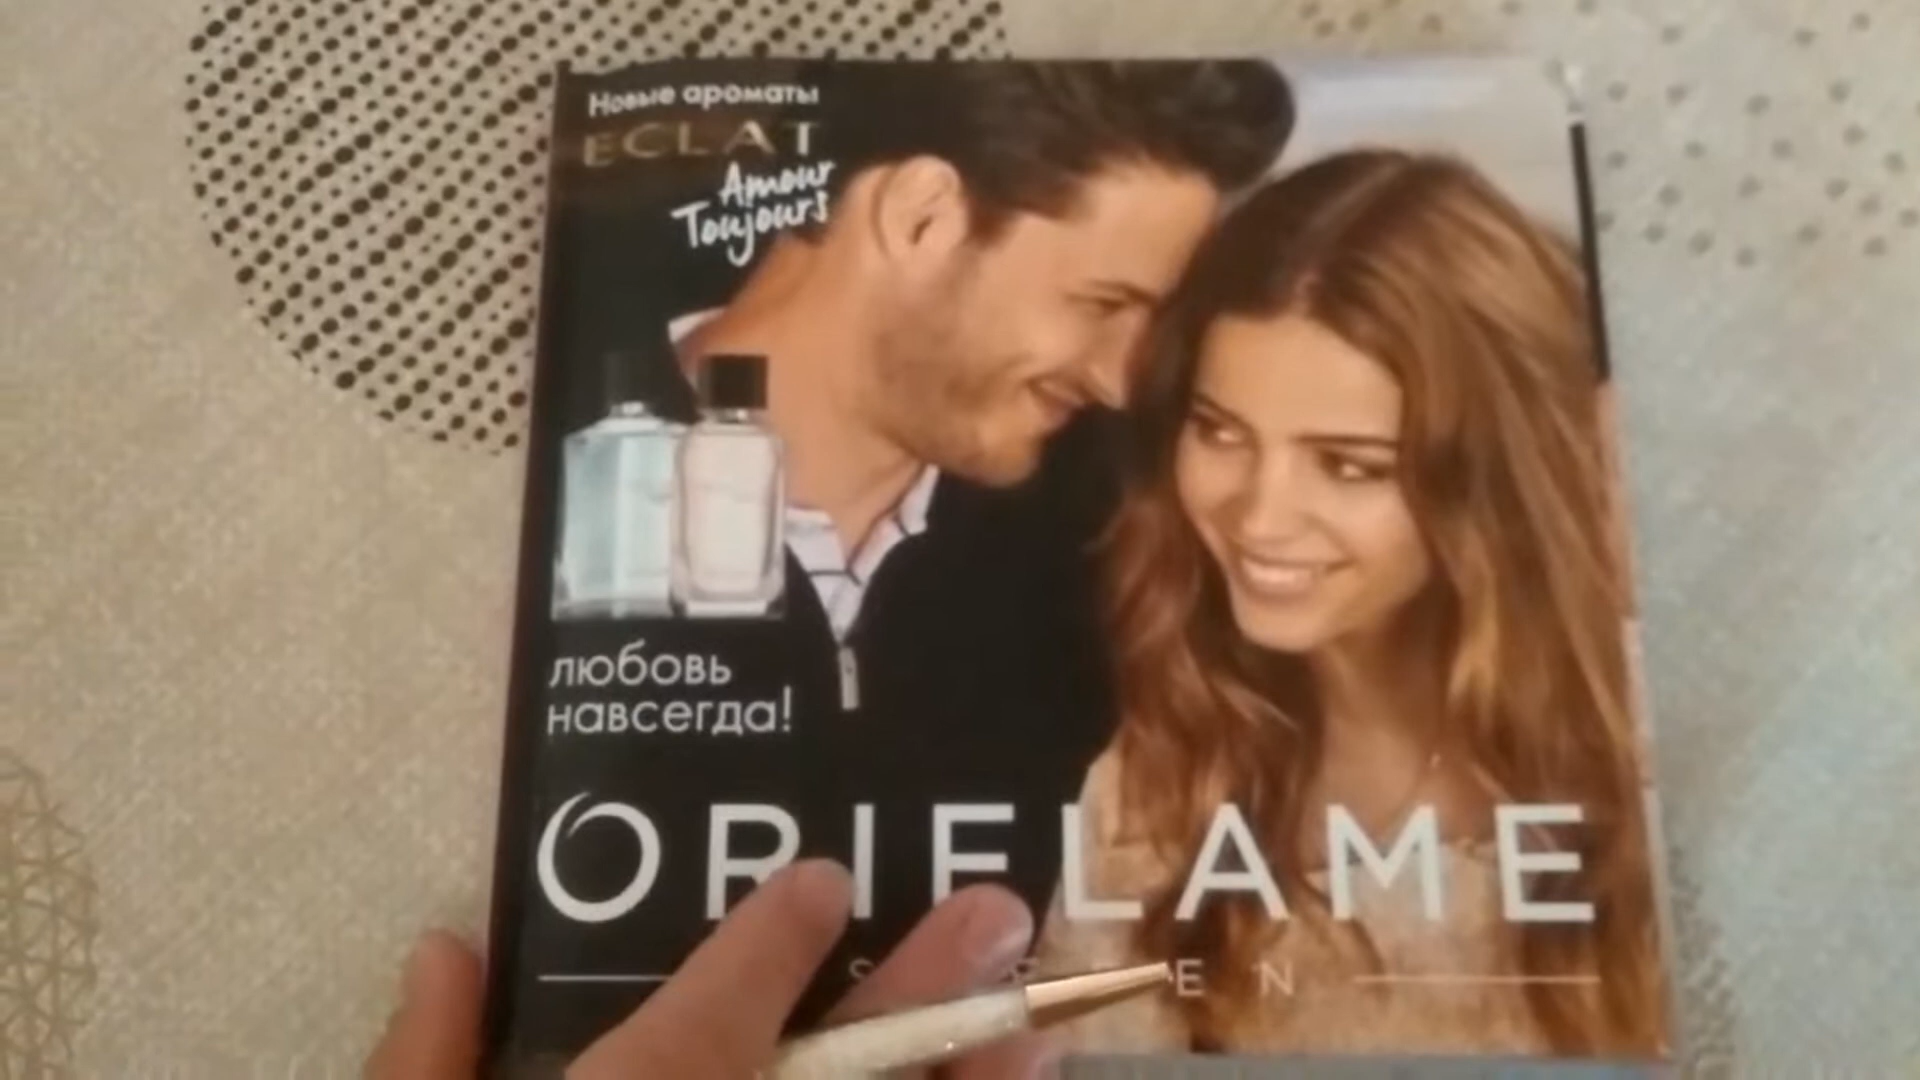 Новые ароматы
ECLAT
Amour
Toujours
любовь
навсегда!
ORIFLAME